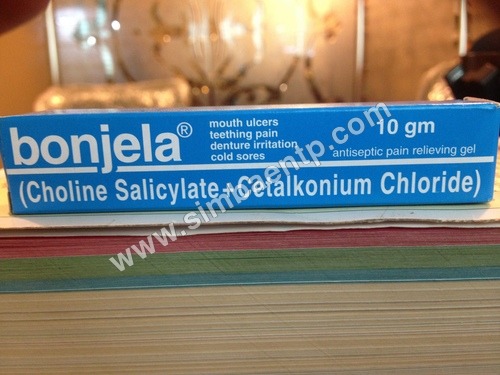 bonjela®
mouth ulcers
teething pain
denture irritation
cold sores
10 gm
antiseptic pain relieving gel
(Choline Salicylate+Cetalkonium Chloride)
www.simbaentp.com